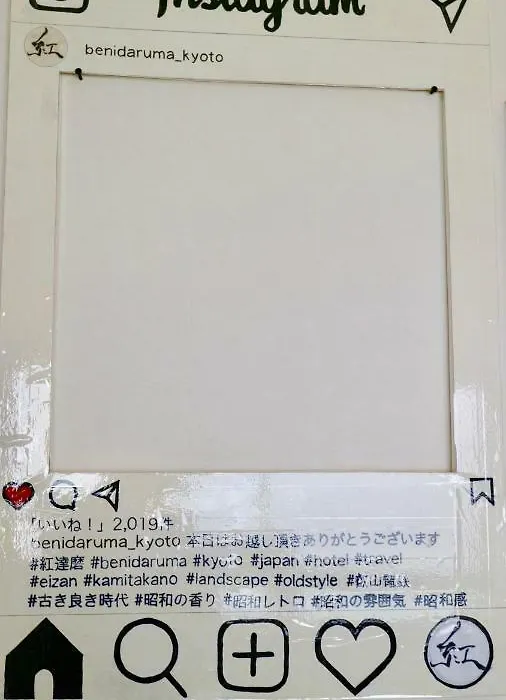 Instagram
紅 benidaruma_kyoto
「いいね！」2,019件
benidaruma_kyoto 本日はお越し頂きありがとうございます
#紅達磨 #benidaruma #kyoto #japan #hotel #travel
#eizan #kamitakano #landscape #oldstyle #叡山電鉄
#古き良き時代 #昭和の香り #昭和レトロ #昭和の雰囲気 #昭和感
紅